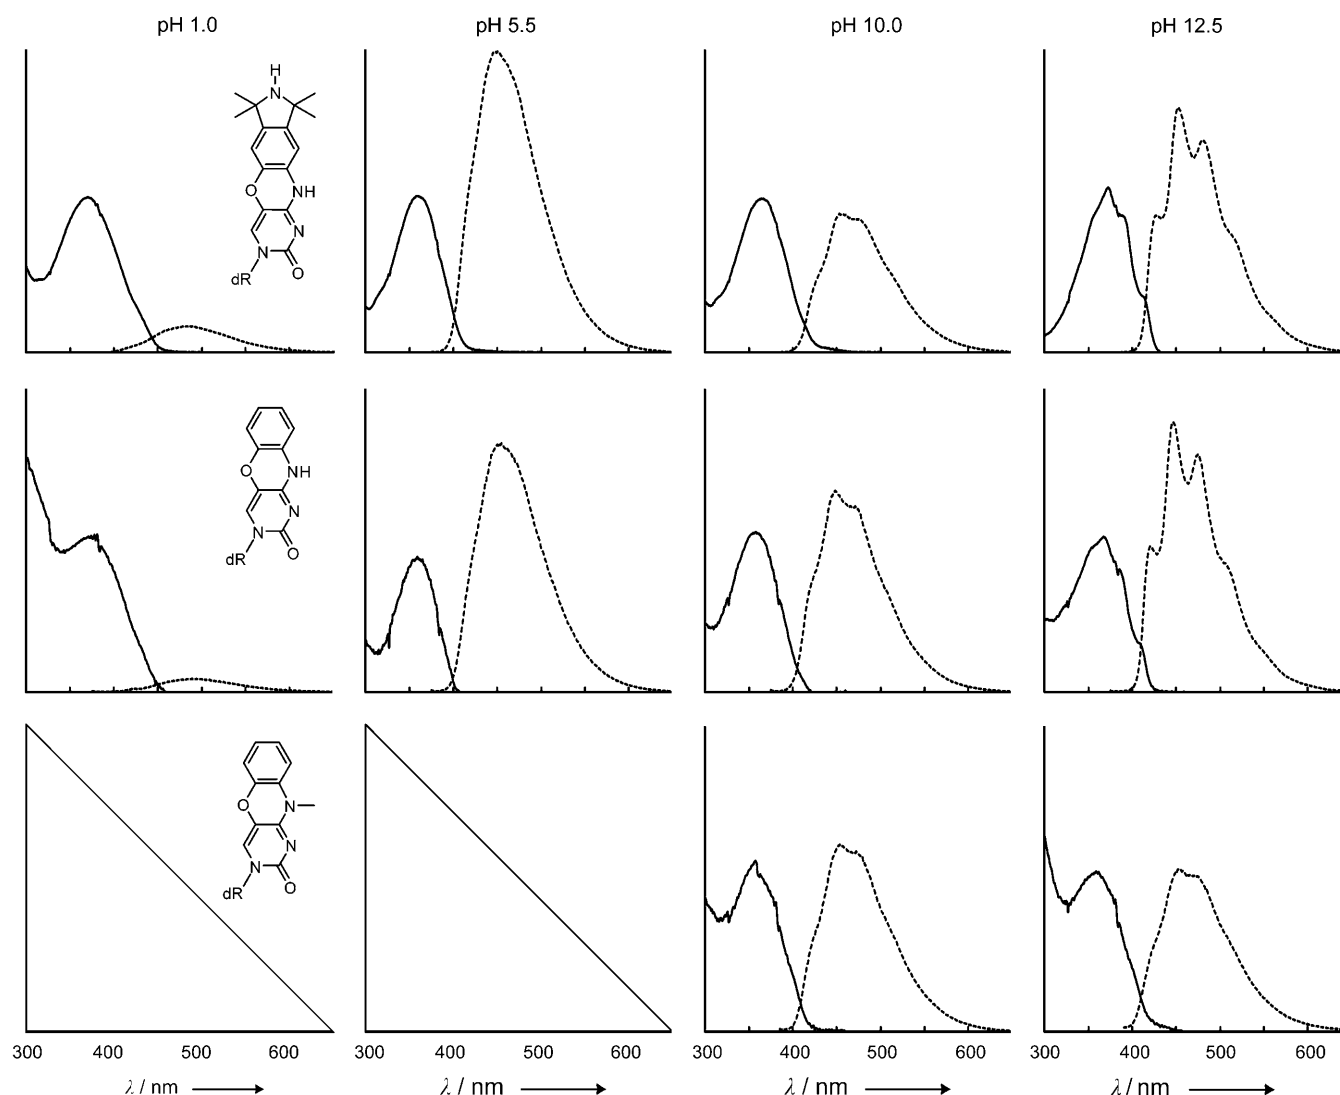 pH 1.0 pH 5.5 pH 10.0 pH 12.5
H
N
O NH
N
N O
dR
O NH
N
N O
dR
O N
N
N O
dR
300 400 500 600 300 400 500 600 300 400 500 600 300 400 500 600
λ / nm λ / nm λ / nm λ / nm